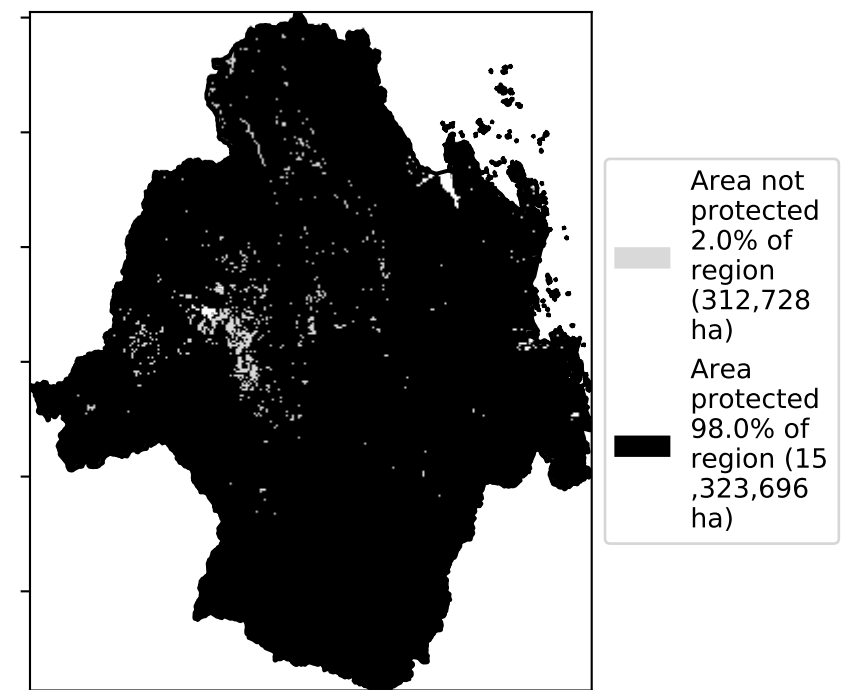 Area not
protected
2.0% of
region
(312,728
ha)
Area
protected
98.0% of
region (15
,323,696
ha)